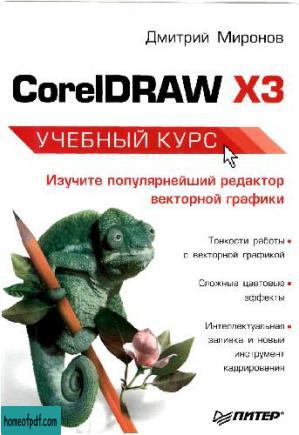 Дмитрий Миронов
CorelDRAW X3
УЧЕБНЫЙ КУРС
Изучите популярнейший редактор
векторной графики
Тонкости работы
с векторной графикой
Сложные цветовые
эффекты
Интеллектуальная
заливка и новый
инструмент
кадрирования
ПИТЕР®
homeofpdf.com